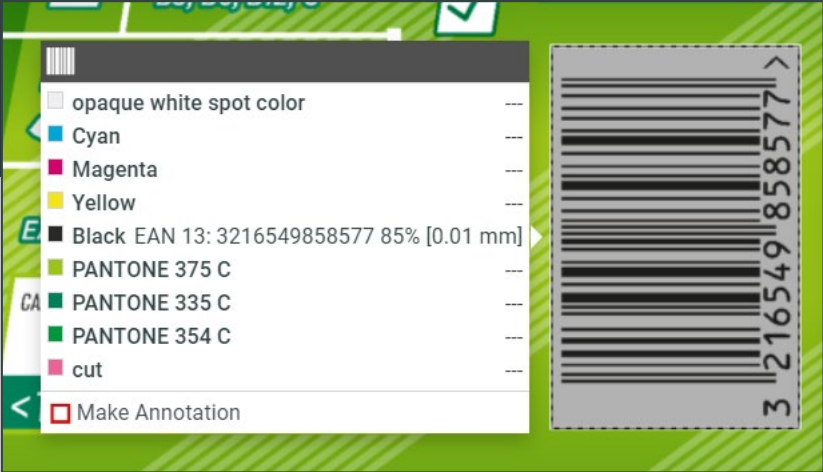 opaque white spot color ---
Cyan ---
Magenta ---
Yellow ---
Black EAN 13: 3216549858577 85% [0.01 mm]
PANTONE 375 C ---
PANTONE 335 C ---
PANTONE 354 C ---
cut ---
Make Annotation
CA
<
3 216549 858577 >